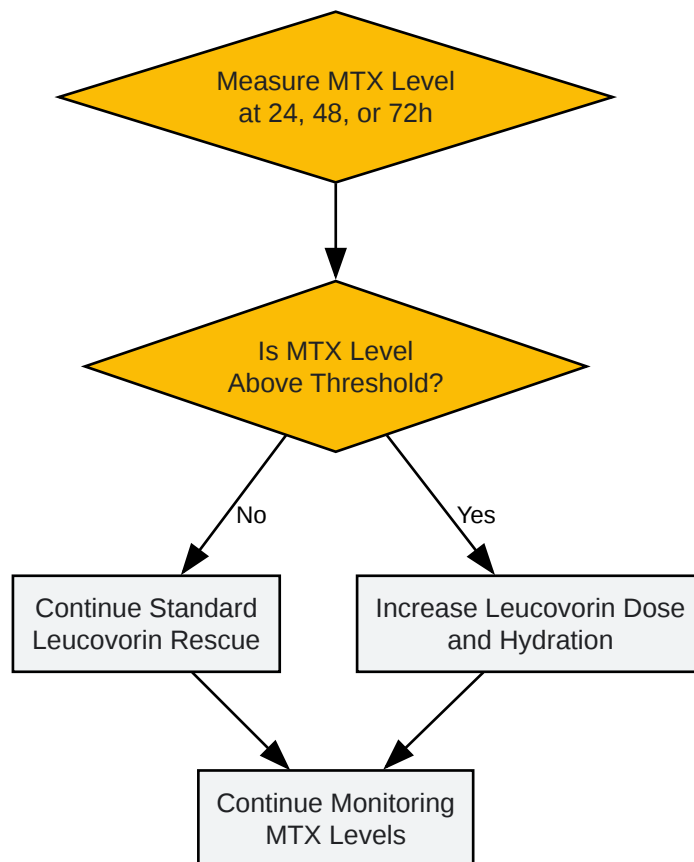 Measure MTX Level
at 24, 48, or 72h
Is MTX Level
Above Threshold?
No
Yes
Continue Standard
Leucovorin Rescue
Increase Leucovorin Dose
and Hydration
Continue Monitoring
MTX Levels